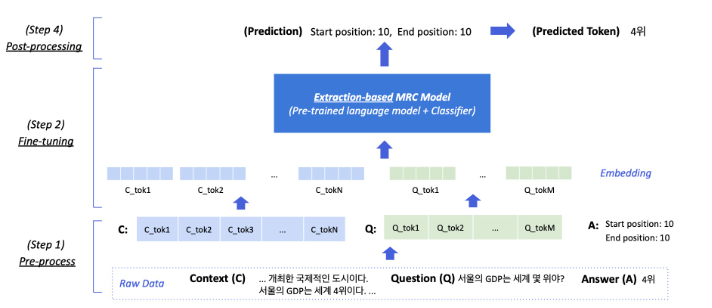 (Step 4)
Post-processing
(Prediction) Start position: 10, End position: 10
(Predicted Token) 4위
(Step 2)
Fine-tuning
Extraction-based MRC Model
(Pre-trained language model + Classifier)
... ...
Embedding
C_tok1 C_tok2 C_tokN Q_tok1 Q_tokM
(Step 1)
Pre-process
C: C_tok1 C_tok2 C_tok3 ... C_tokN
Q: Q_tok1 Q_tok2 ... Q_tokM
A: Start position: 10
End position: 10
Raw Data
Context (C) ... 개최한 국제적인 도시이다.
서울의 GDP는 세계 4위이다. ...
Question (Q) 서울의 GDP는 세계 몇 위야?
Answer (A) 4위